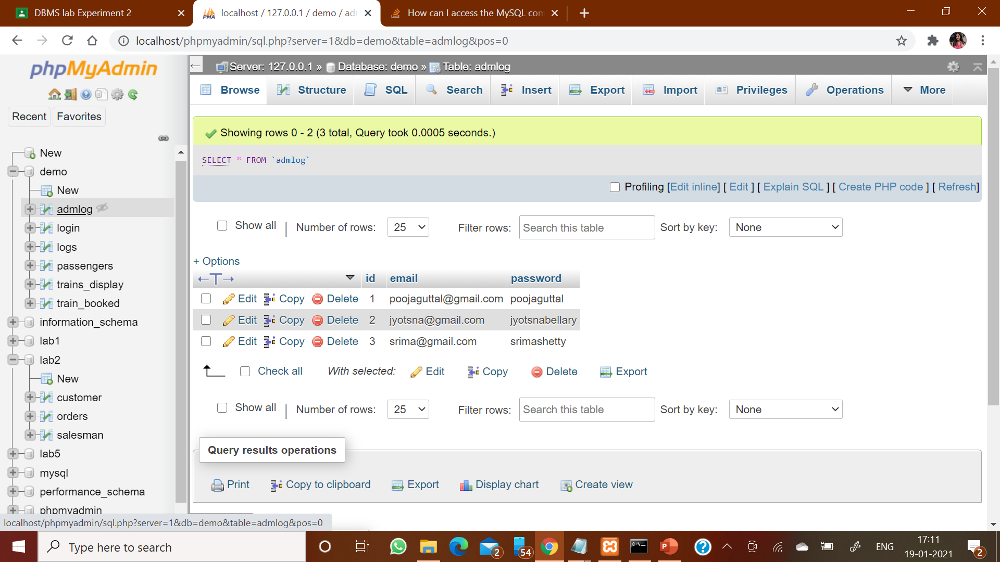 DBMS lab Experiment 2
localhost / 127.0.0.1 / demo / adm
How can I access the MySQL com
localhost/phpmyadmin/sql.php?server=1&db=demo&table=admlog&pos=0
phpMyAdmin
Recent Favorites
New
demo
New
admlog
login
logs
passengers
trains_display
train_booked
information_schema
lab1
lab2
New
customer
orders
salesman
lab5
mysql
performance_schema
phpmyadmin
Server: 127.0.0.1 » Database: demo » Table: admlog
Browse Structure SQL Search Insert Export Import Privileges Operations More
Showing rows 0 - 2 (3 total, Query took 0.0005 seconds.)
SELECT * FROM `admlog`
Profiling [Edit inline] [ Edit ] [ Explain SQL ] [ Create PHP code ] [ Refresh]
Show all | Number of rows: 25 Filter rows: Search this table Sort by key: None
+ Options
←T→ id email password
Edit Copy Delete 1 poojaguttal@gmail.com poojaguttal
Edit Copy Delete 2 jyotsna@gmail.com jyotsnabellary
Edit Copy Delete 3 srima@gmail.com srimashetty
Check all With selected: Edit Copy Delete Export
Show all | Number of rows: 25 Filter rows: Search this table Sort by key: None
Query results operations
Print Copy to clipboard Export Display chart Create view
localhost/phpmyadmin/sql.php?server=1&db=demo&table=admlog&pos=0
Type here to search
2
54
ENG
17:11
19-01-2021
2